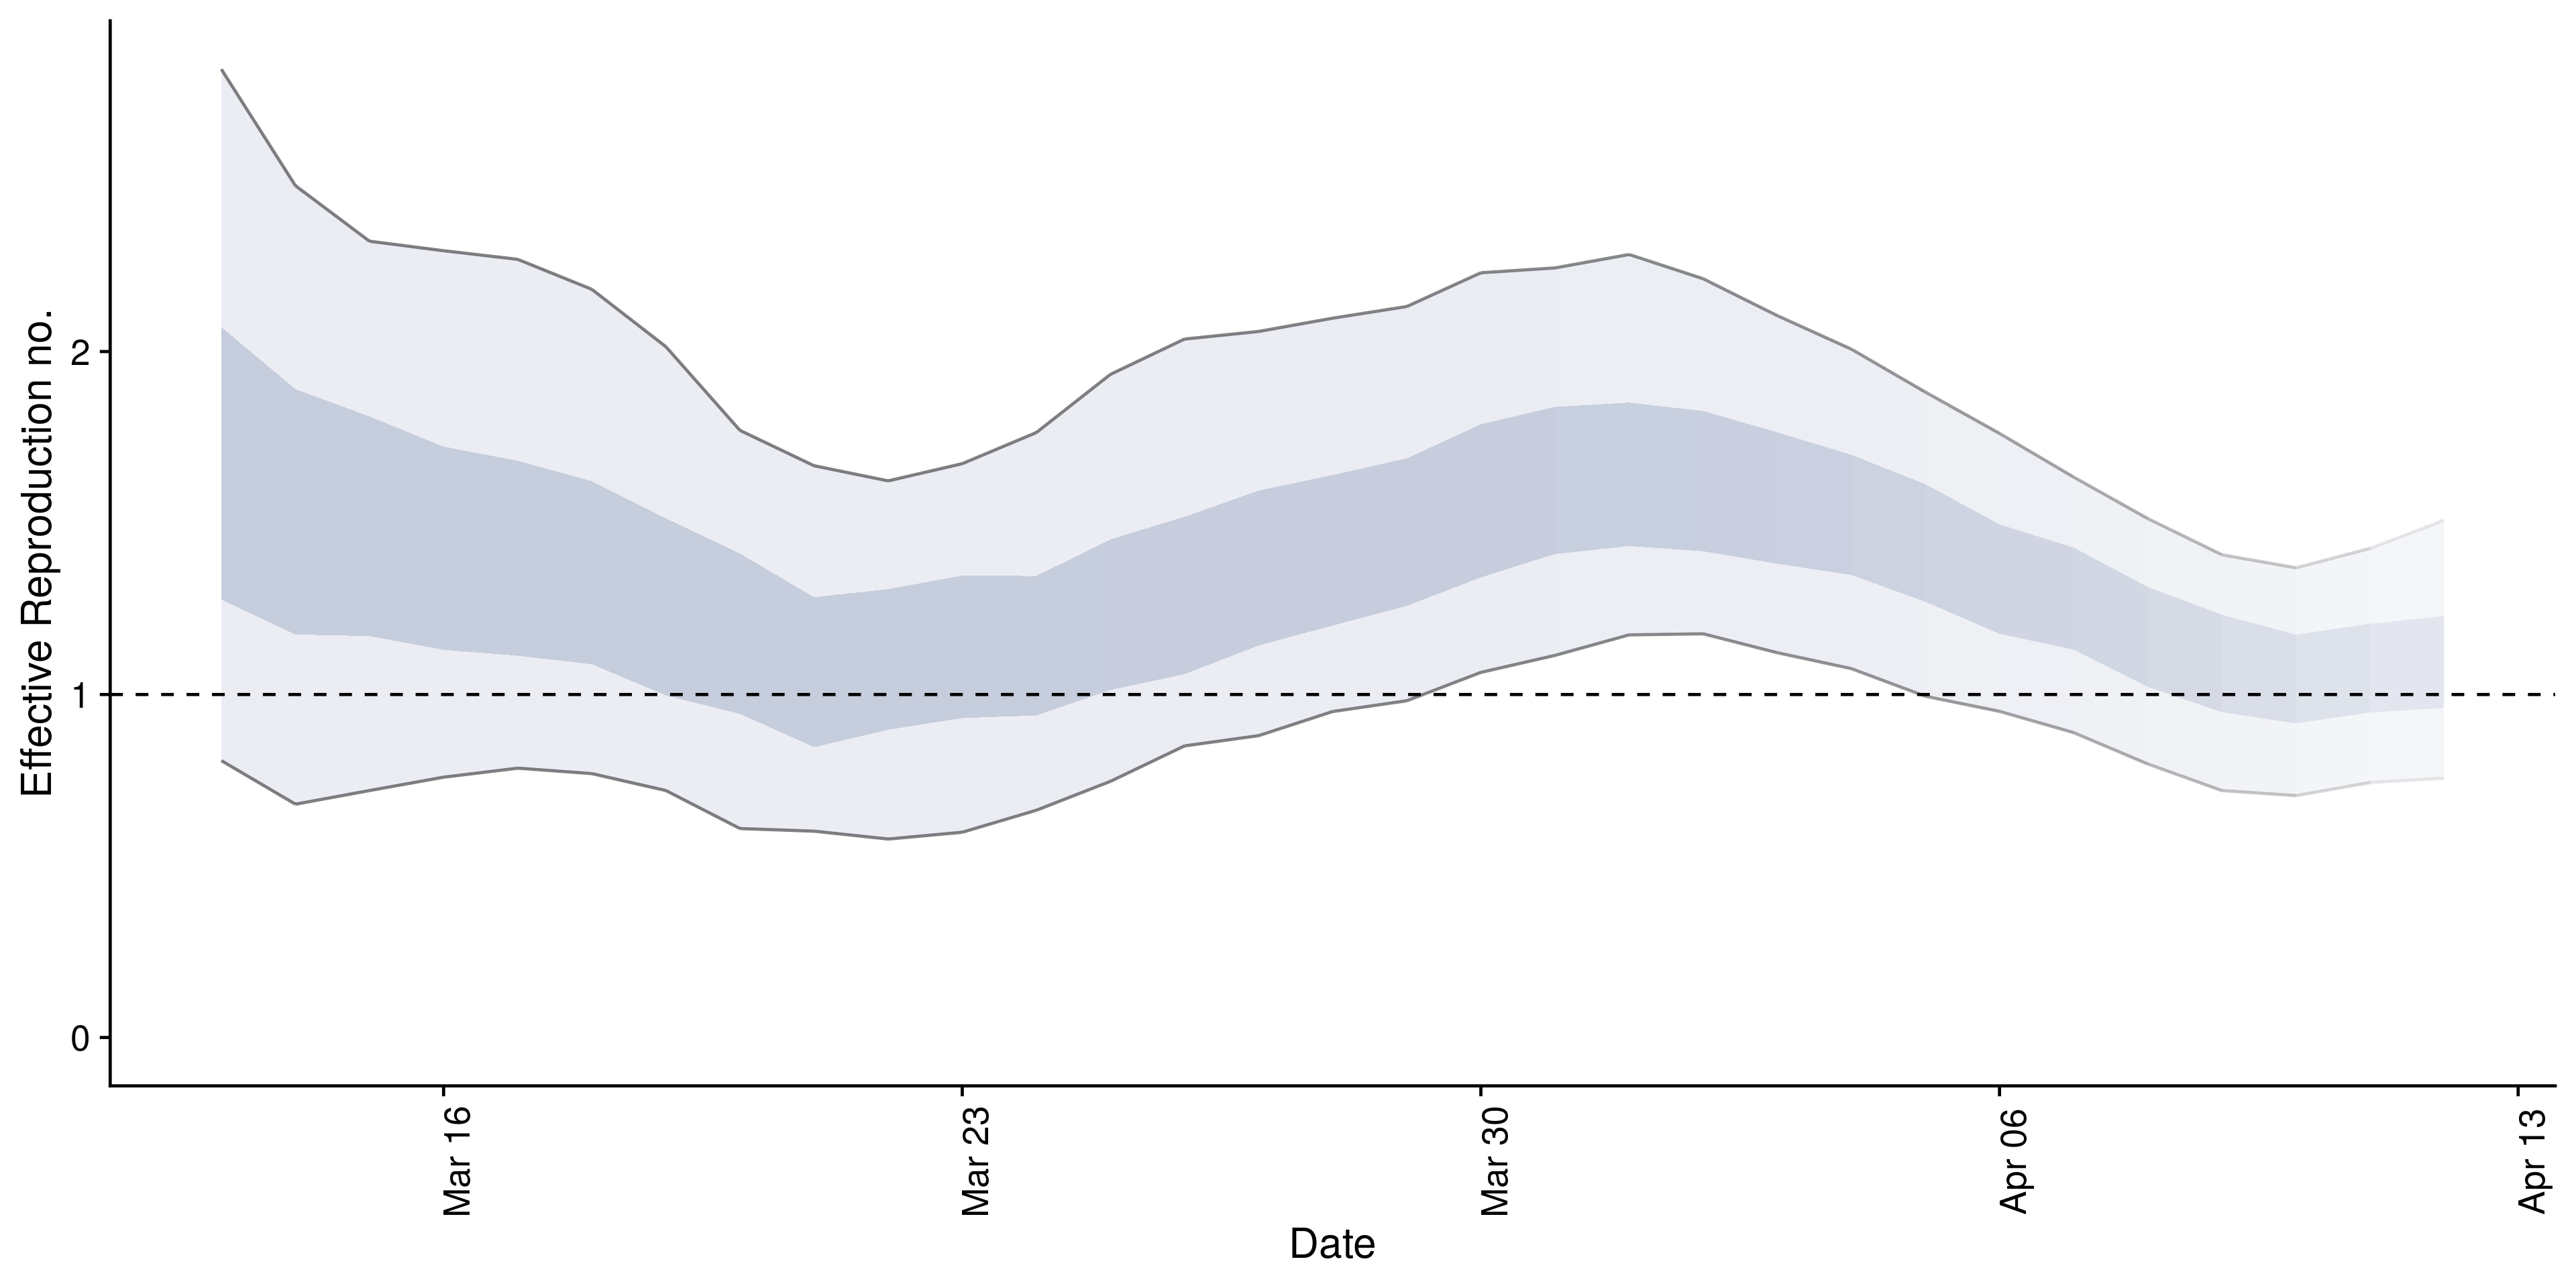 Effective Reproduction no.
2
1
0
Mar 16
Mar 23
Mar 30
Apr 06
Apr 13
Date